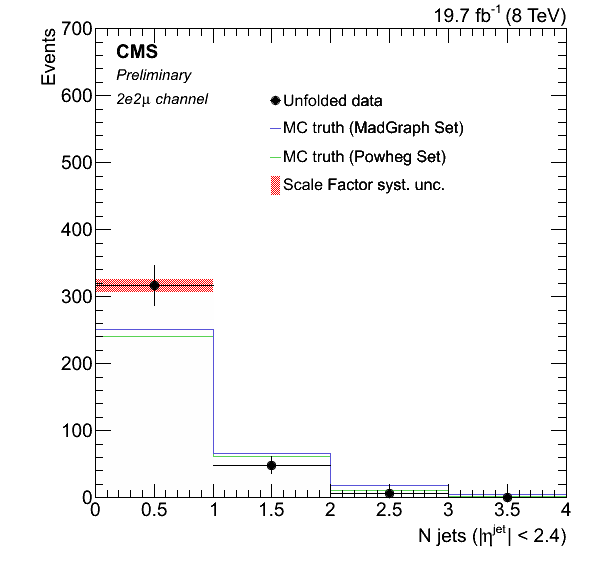 19.7 fb⁻¹ (8 TeV)
Events
CMS
Preliminary
2e2μ channel
Unfolded data
MC truth (MadGraph Set)
MC truth (Powheg Set)
Scale Factor syst. unc.
700
600
500
400
300
200
100
0
0 0.5 1 1.5 2 2.5 3 3.5 4
N jets (|η^jet| < 2.4)